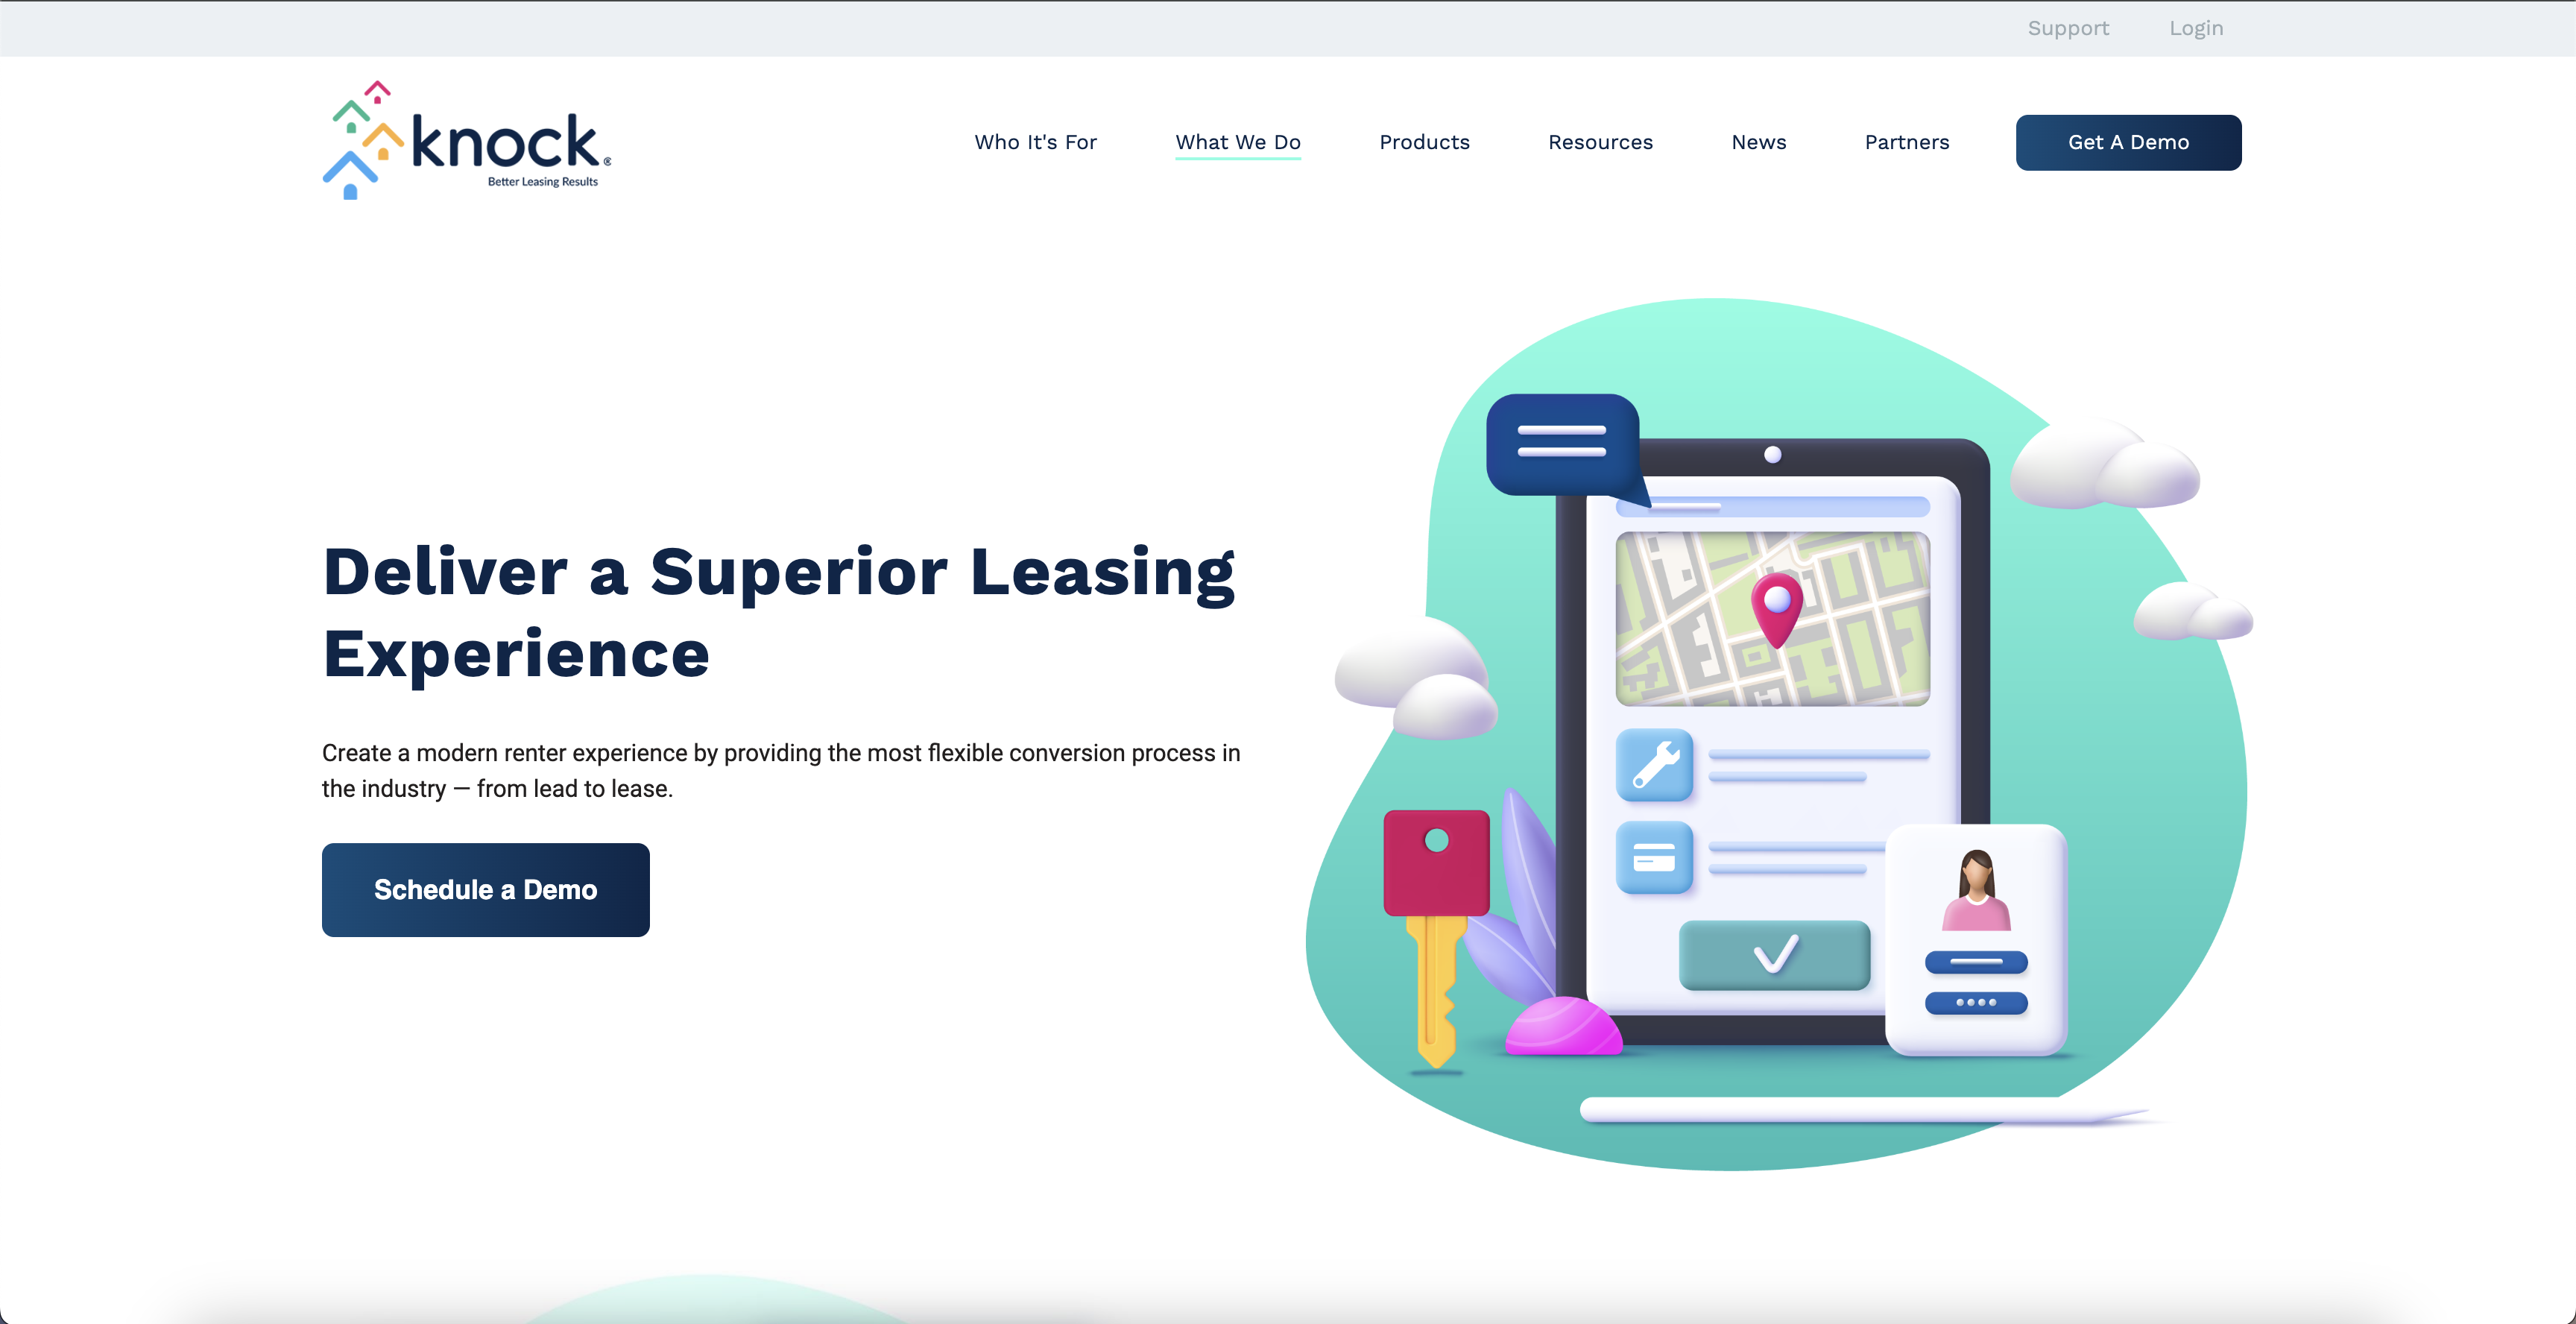 Support
Login
knock
Better Leasing Results
Who It's For
What We Do
Products
Resources
News
Partners
Get A Demo
Deliver a Superior Leasing
Experience
Create a modern renter experience by providing the most flexible conversion process in
the industry — from lead to lease.
Schedule a Demo